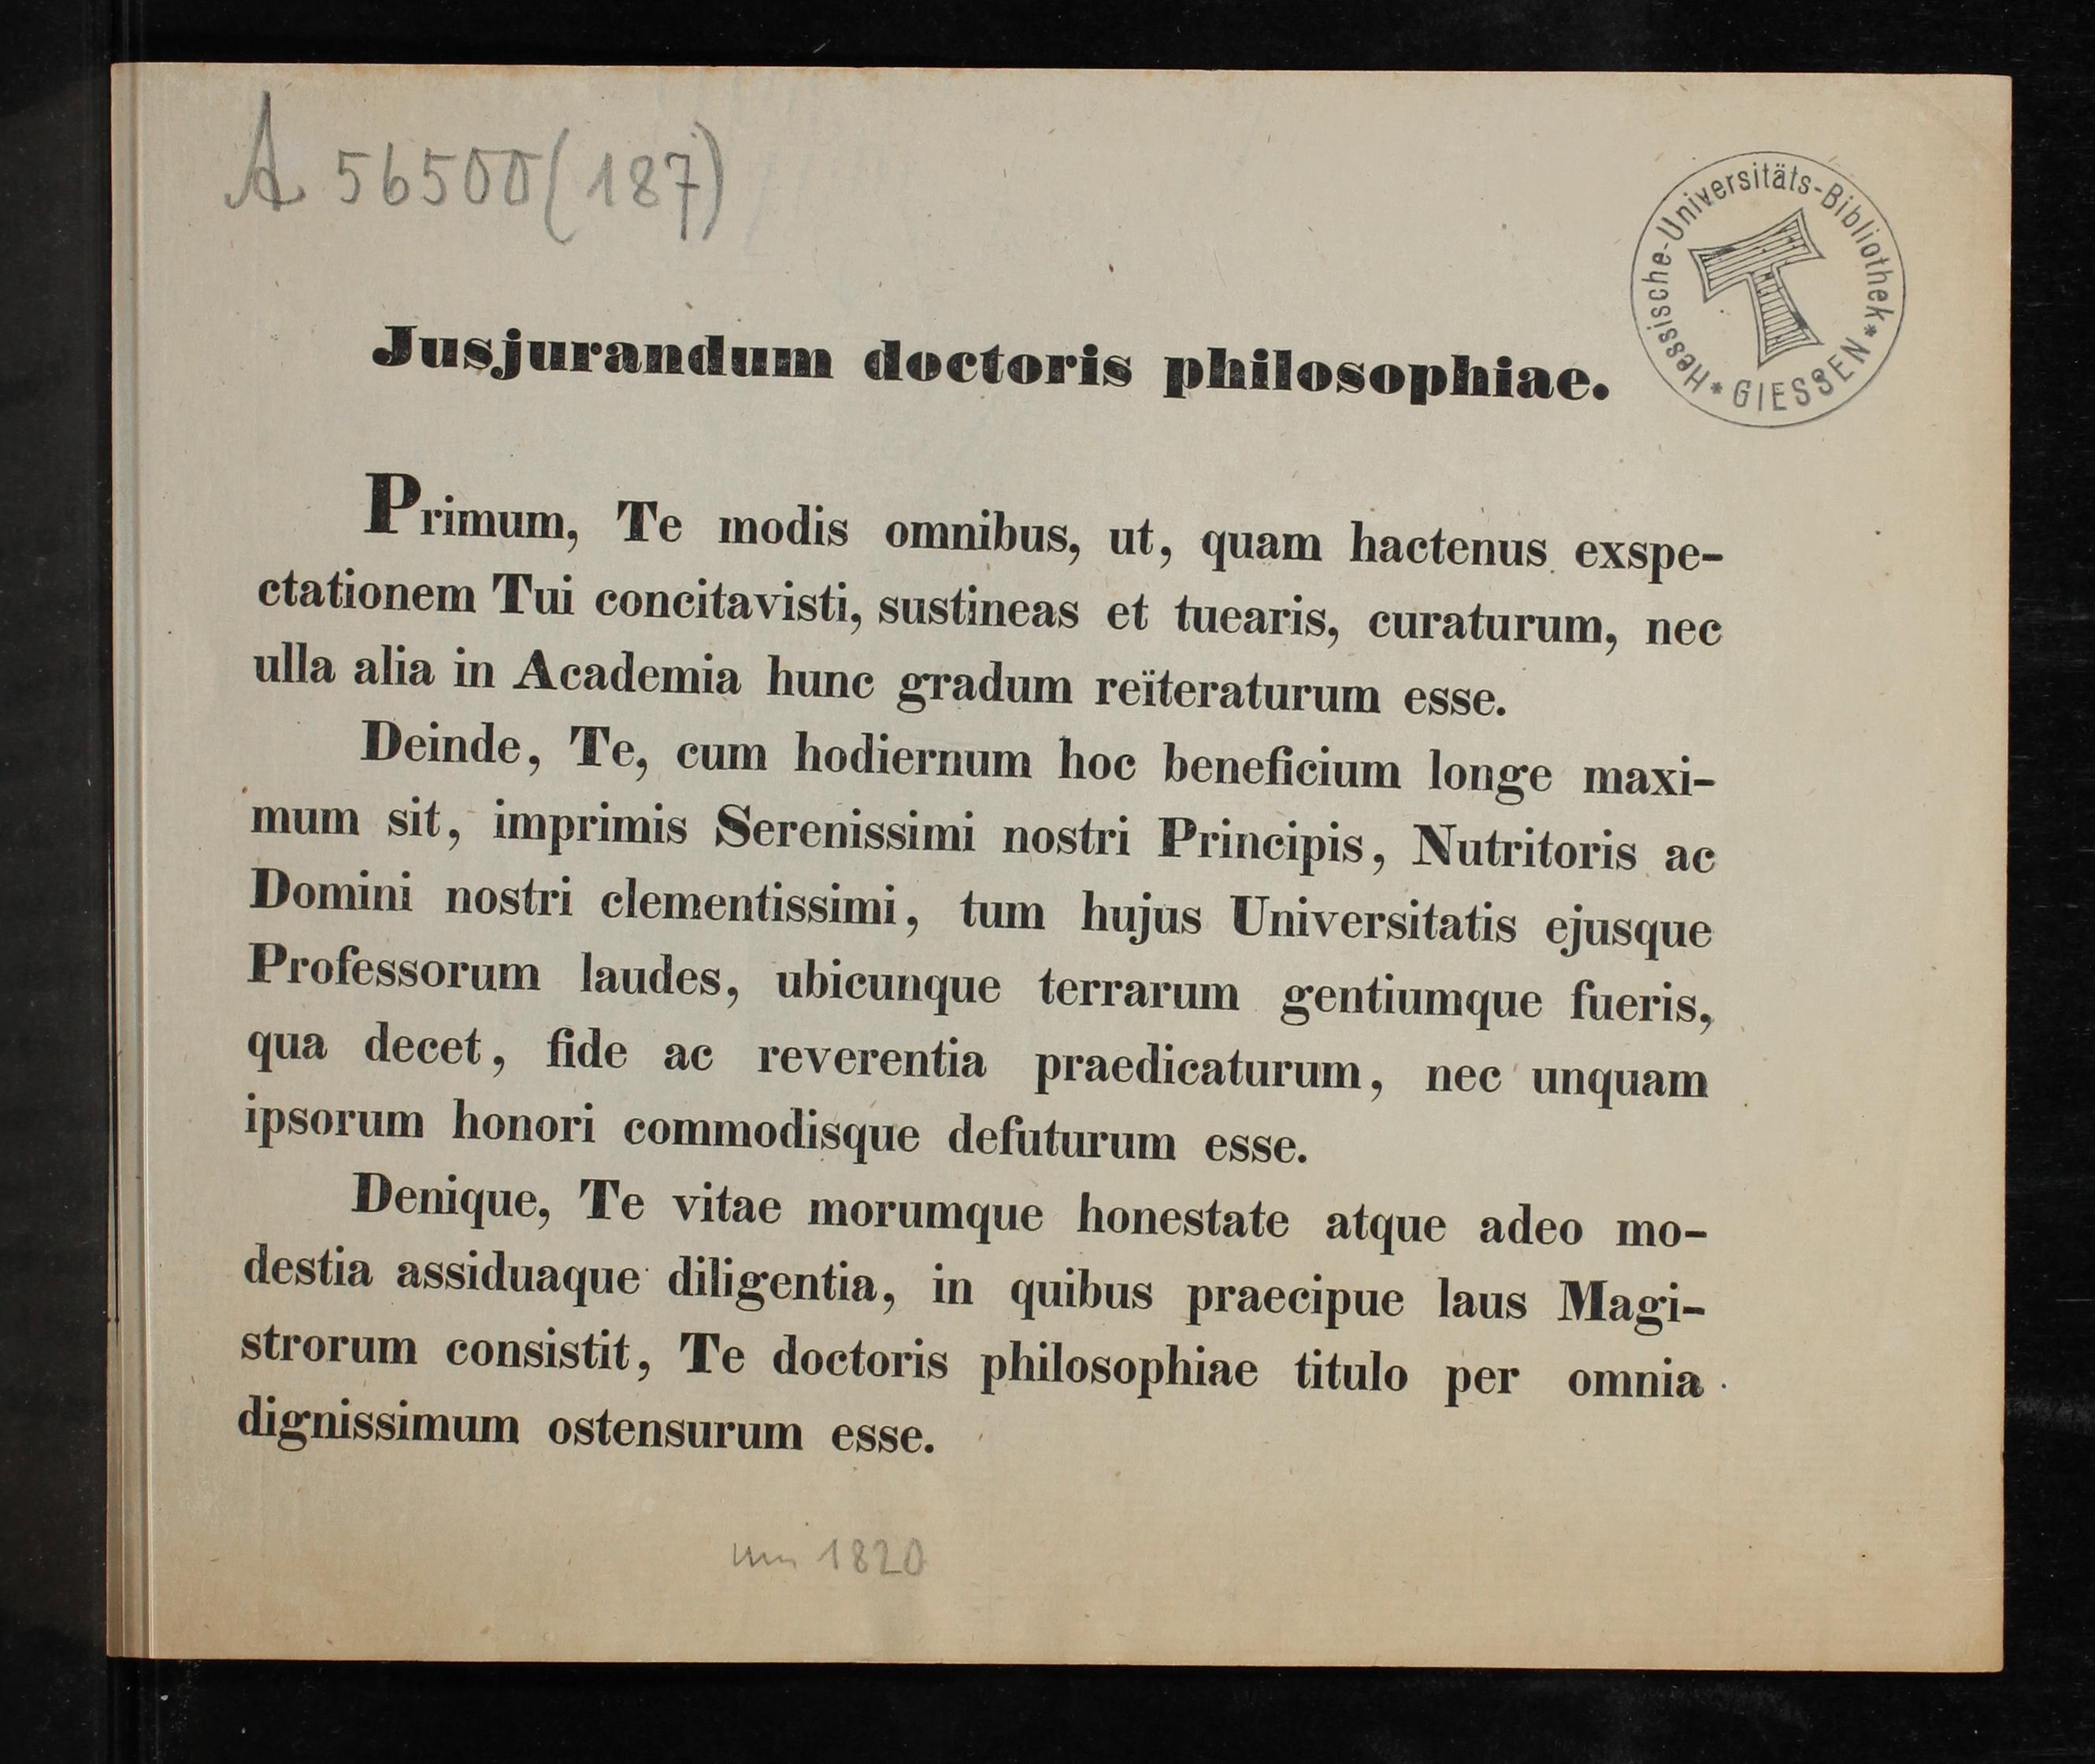 A 56500(187)
Hessische-Universitäts-Bibliothek * GIESSEN *
Jusjurandum doctoris philosophiae.
Primum, Te modis omnibus, ut, quam hactenus exspe-
ctationem Tui concitavisti, sustineas et tuearis, curaturum, nec
ulla alia in Academia hunc gradum reïteraturum esse.
Deinde, Te, cum hodiernum hoc beneficium longe maxi-
mum sit, imprimis Serenissimi nostri Principis, Nutritoris ac
Domini nostri clementissimi, tum hujus Universitatis ejusque
Professorum laudes, ubicunque terrarum gentiumque fueris,
qua decet, fide ac reverentia praedicaturum, nec unquam
ipsorum honori commodisque defuturum esse.
Denique, Te vitae morumque honestate atque adeo mo-
destia assiduaque diligentia, in quibus praecipue laus Magi-
strorum consistit, Te doctoris philosophiae titulo per omnia
dignissimum ostensurum esse.
um 1820